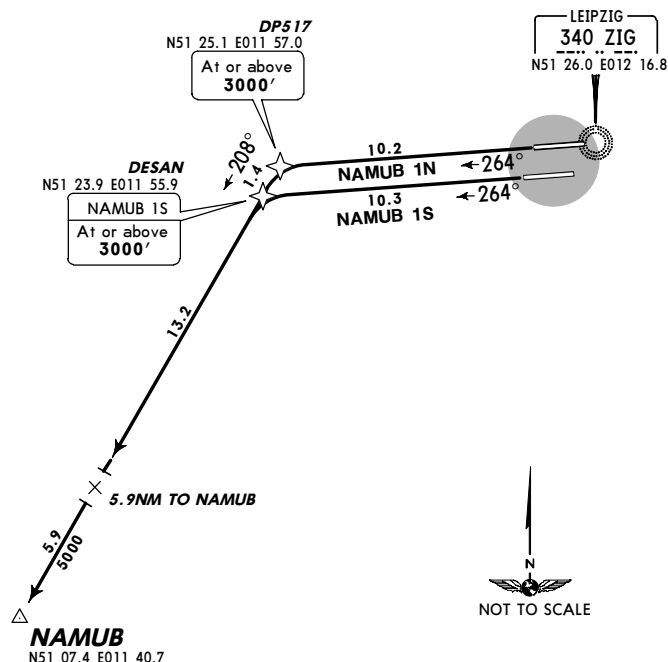 DP517
N51 25.1 E011 57.0
At or above
3000'
LEIPZIG
340 ZIG
N51 26.0 E012 16.8
208°
1.4
10.2
264°
NAMUB 1N
DESAN
N51 23.9 E011 55.9
NAMUB 1S
At or above
3000'
10.3
264°
NAMUB 1S
13.2
5.9NM TO NAMUB
5.9
5000
N
NOT TO SCALE
NAMUB
N51 07.4 E011 40.7